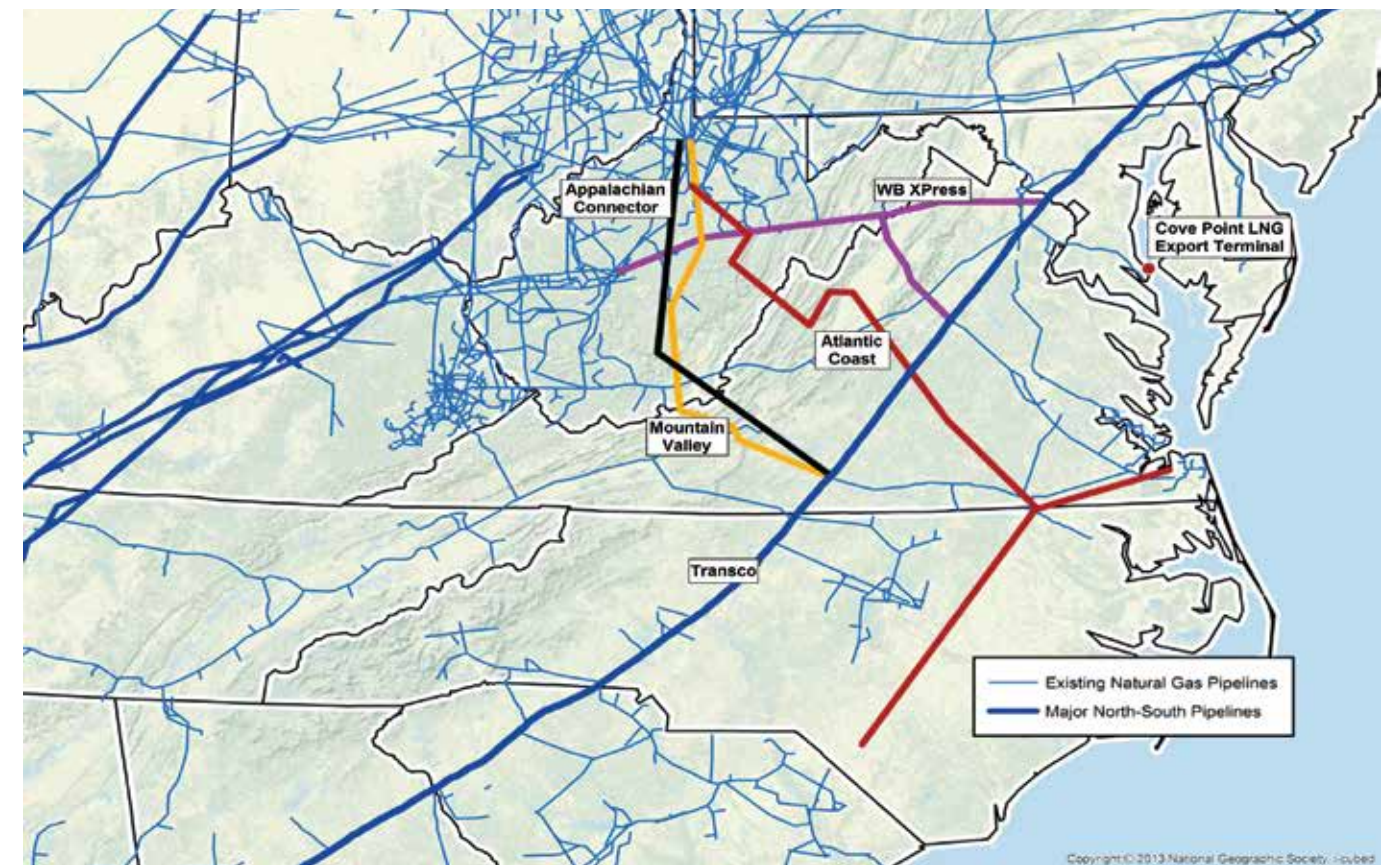 Appalachian
Connector
WB XPress
Cove Point LNG
Export Terminal
Atlantic
Coast
Mountain
Valley
Transco
Existing Natural Gas Pipelines
Major North-South Pipelines
Copyright:© 2013 National Geographic Society, i-cubed